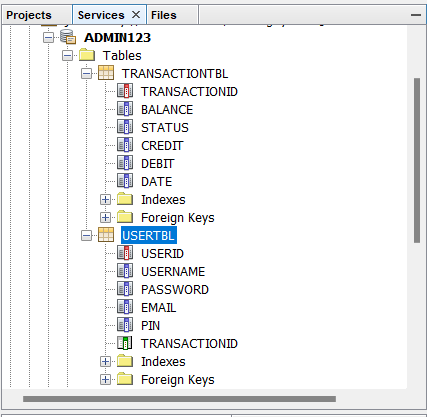 Projects Services × Files
ADMIN123
Tables
TRANSACTIONTBL
TRANSACTIONID
BALANCE
STATUS
CREDIT
DEBIT
DATE
Indexes
Foreign Keys
USERTBL
USERID
USERNAME
PASSWORD
EMAIL
PIN
TRANSACTIONID
Indexes
Foreign Keys